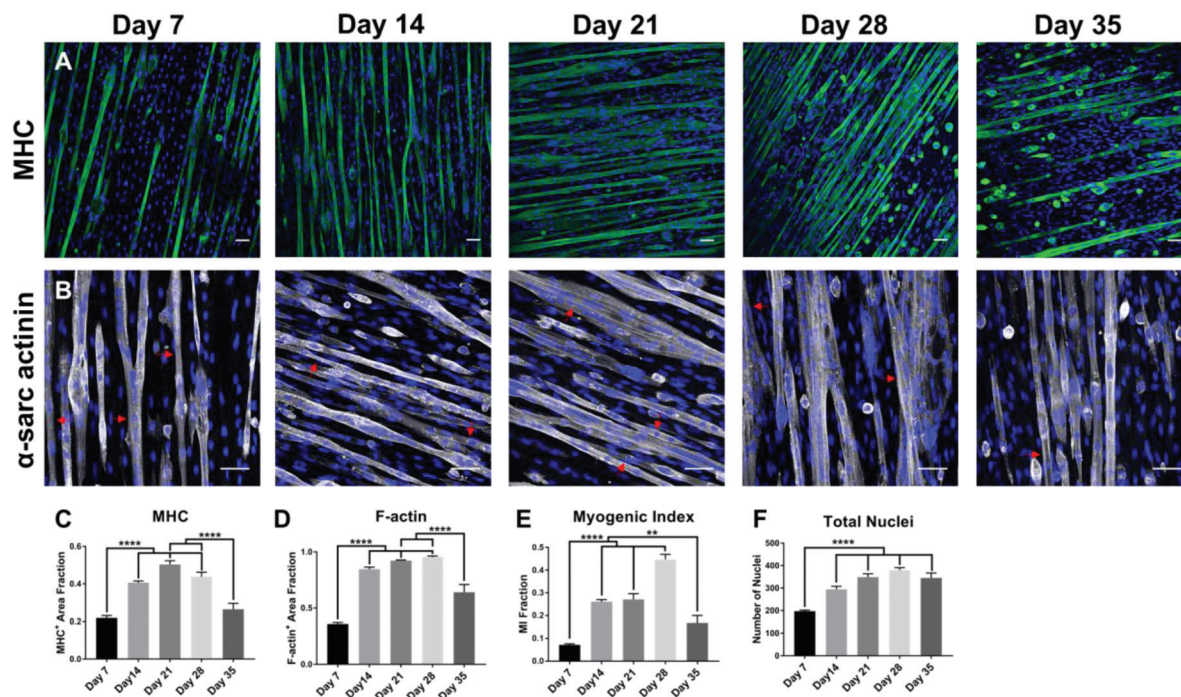 Day 7 Day 14 Day 21 Day 28 Day 35
A
MHC
B
α-sarc actinin
C MHC
****
****
MHC+ Area Fraction
0.6
0.4
0.2
0.0
Day 7 Day14 Day 21 Day 28 Day 35
D F-actin
****
****
F-actin+ Area Fraction
1.0
0.5
0.0
Day 7 Day14 Day 21 Day 28 Day 35
E Myogenic Index
****
**
MI Fraction
0.5
0.4
0.3
0.2
0.1
0.0
Day 7 Day14 Day 21 Day 28 Day 35
F Total Nuclei
****
Number of Nuclei
400
300
200
100
0
Day 7 Day14 Day 21 Day 28 Day 35